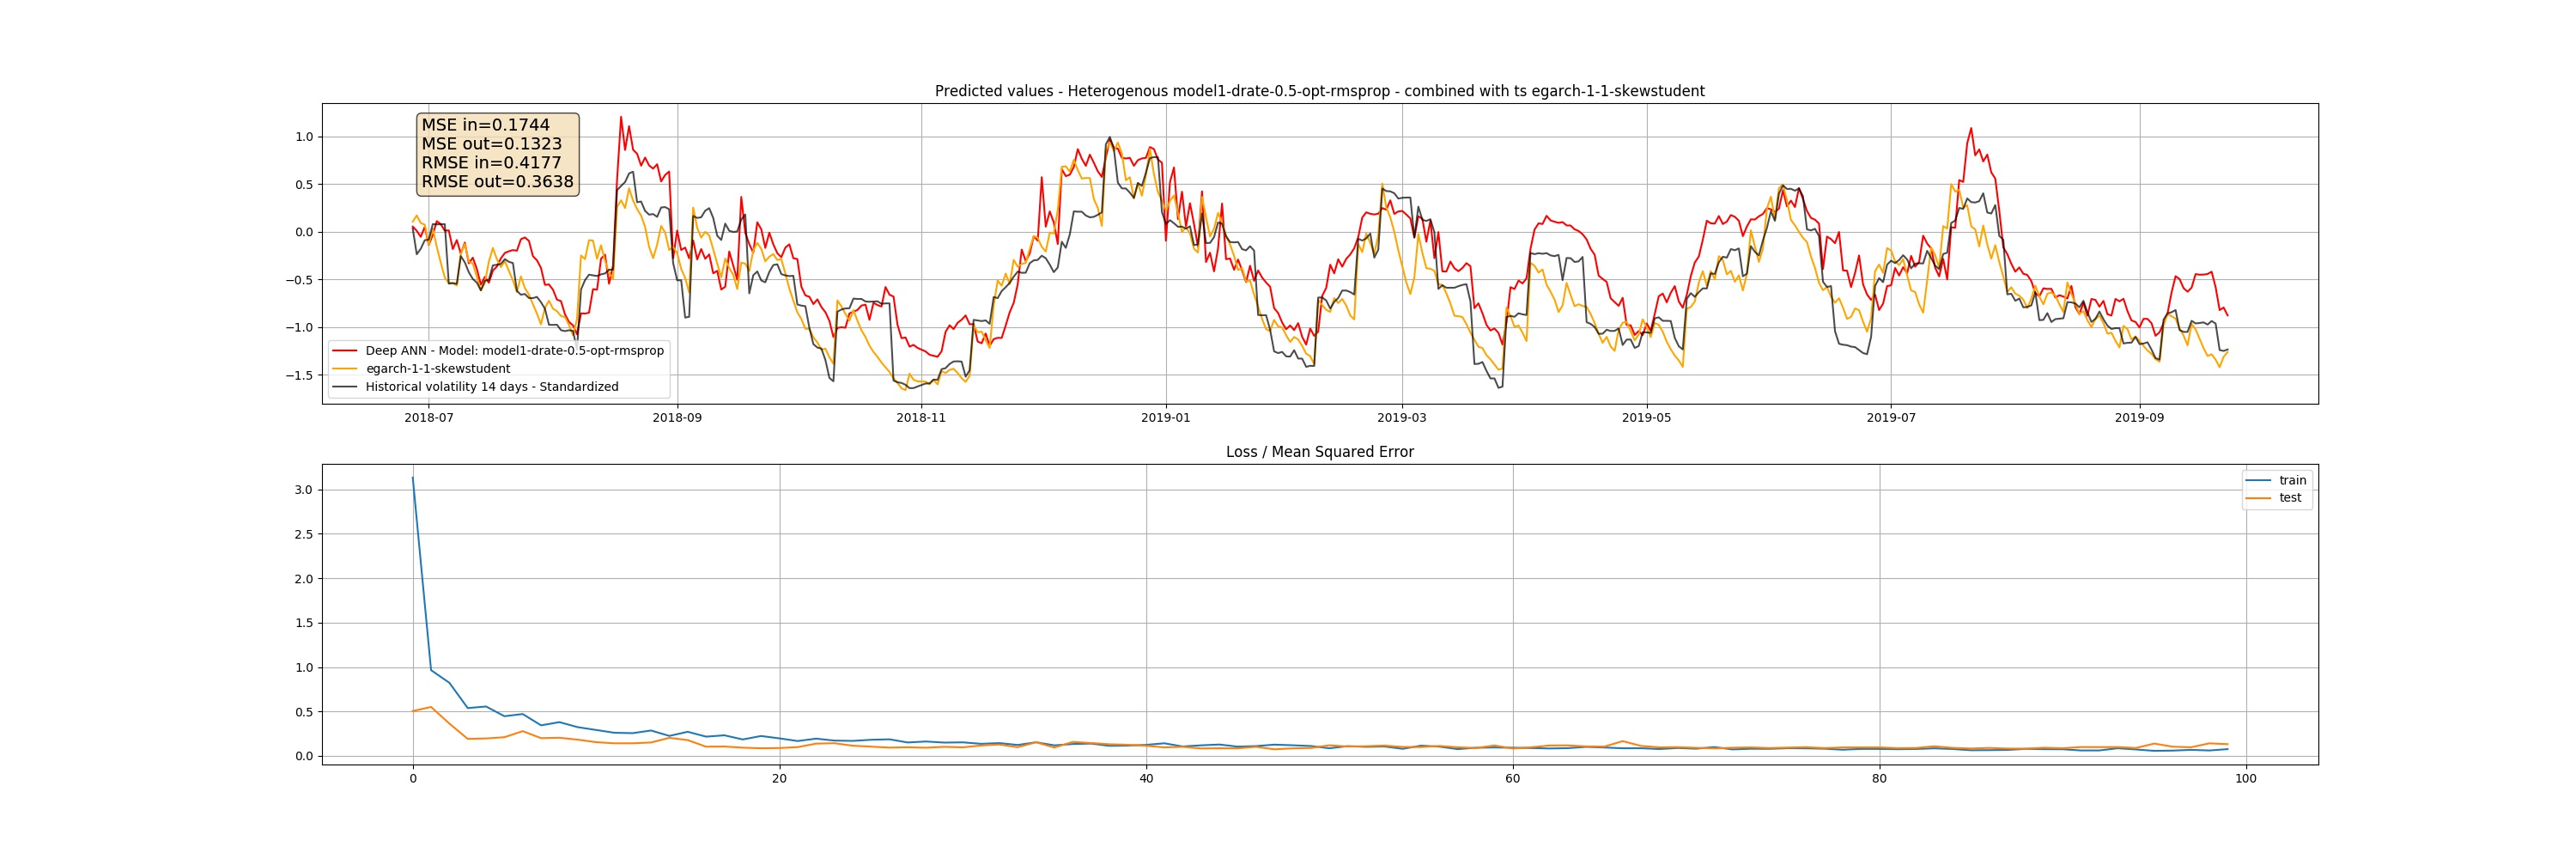 Predicted values - Heterogenous model1-drate-0.5-opt-rmsprop - combined with ts egarch-1-1-skewstudent
MSE in=0.1744
MSE out=0.1323
RMSE in=0.4177
RMSE out=0.3638
1.0
0.5
0.0
−0.5
−1.0
−1.5
Deep ANN - Model: model1-drate-0.5-opt-rmsprop
egarch-1-1-skewstudent
Historical volatility 14 days - Standardized
2018-07 2018-09 2018-11 2019-01 2019-03 2019-05 2019-07 2019-09
Loss / Mean Squared Error
3.0
2.5
2.0
1.5
1.0
0.5
0.0
train
test
0 20 40 60 80 100